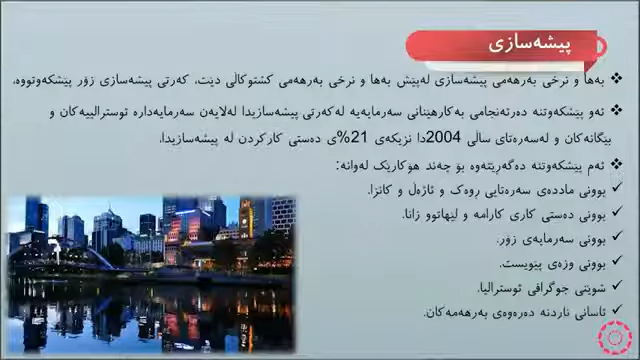 پیشەسازی
❖ بەها و نرخی بەرهەمی پیشەسازی لەپێش بەها و نرخی بەرهەمی کشتوکاڵی دێت، کەرتی پیشەسازی زۆر پێشکەوتووە،
❖ ئەو پێشکەوتنە دەرئەنجامی بەکارهێنانی سەرمایەیە لەکەرتی پیشەسازیدا لەلایەن سەرمایەدارە ئوسترالییەکان و
بێگانەکان و لەسەرەتای ساڵی 2004دا نزیکەی 21%ی دەستی کارکردن لە پیشەسازیدا.
❖ ئەم پێشکەوتنە دەگەڕێتەوە بۆ چەند هۆکارێک لەوانە:
✓ بوونی ماددەی سەرەتایی ڕوەک و ئاژەڵ و کانزا.
✓ بوونی دەستی کاری کارامە و لێهاتوو زانا.
✓ بوونی سەرمایەی زۆر.
✓ بوونی وزەی پێویست.
✓ شوێنی جوگرافی ئوسترالیا.
✓ ئاسانی ناردنە دەرەوەی بەرهەمەکان.